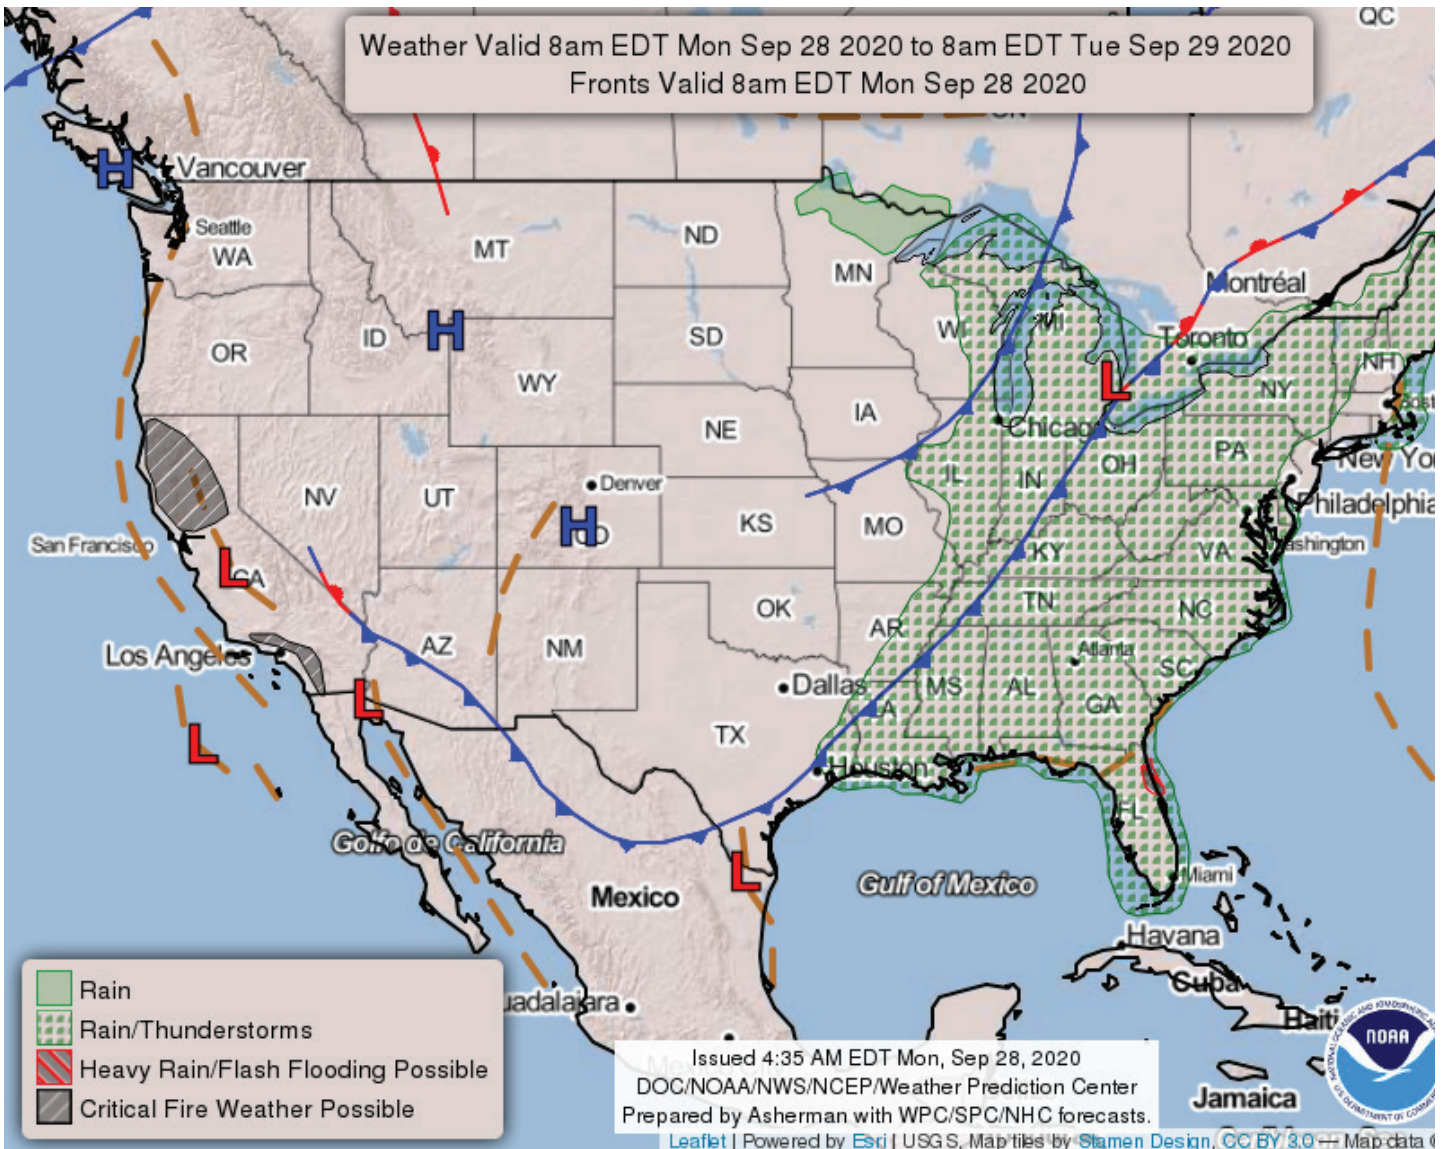 QC
Weather Valid 8am EDT Mon Sep 28 2020 to 8am EDT Tue Sep 29 2020
Fronts Valid 8am EDT Mon Sep 28 2020
H
Vancouver
Seattle
WA
MT
ND
MN
Montréal
OR
ID
H
SD
WI
MI
Toronto
NH
WY
L
NY
IA
NE
Chicago
PA
New Yor
NV
UT
Denver
IL
IN
OH
Philadelphia
H
CO
KS
MO
San Francisco
KY
VA
ashington
L
CA
OK
TN
NC
AR
Los Angeles
AZ
NM
Atlanta
SC
L
Dallas
LA
MS
AL
GA
L
TX
Houston
FL
Golfo de California
L
Gulf of Mexico
Miami
Mexico
Havana
Cuba
Rain
uadalajara
Haiti
Rain/Thunderstorms
NOAA
Heavy Rain/Flash Flooding Possible
Critical Fire Weather Possible
Issued 4:35 AM EDT Mon, Sep 28, 2020
DOC/NOAA/NWS/NCEP/Weather Prediction Center
Prepared by Asherman with WPC/SPC/NHC forecasts.
Jamaica
Leaflet | Powered by Esri | USGS, Map tiles by Stamen Design, CC BY 3.0 — Map data ©